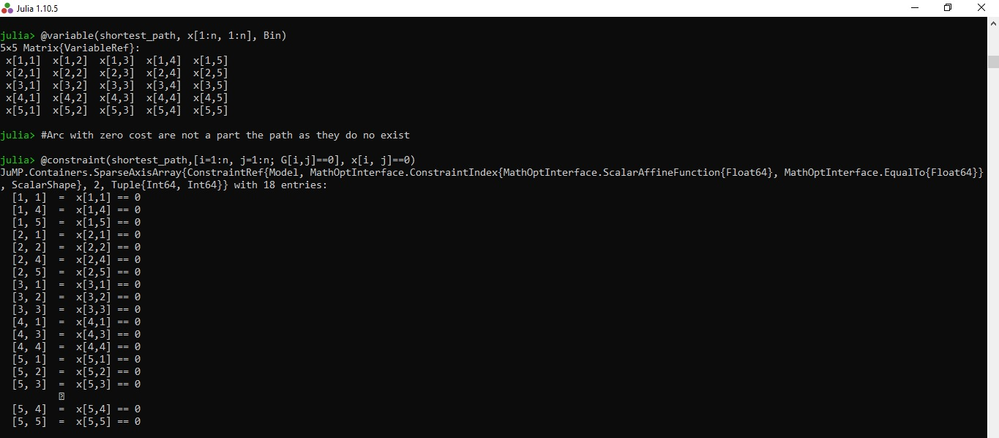 Julia 1.10.5
julia> @variable(shortest_path, x[1:n, 1:n], Bin)
5×5 Matrix{VariableRef}:
 x[1,1]  x[1,2]  x[1,3]  x[1,4]  x[1,5]
 x[2,1]  x[2,2]  x[2,3]  x[2,4]  x[2,5]
 x[3,1]  x[3,2]  x[3,3]  x[3,4]  x[3,5]
 x[4,1]  x[4,2]  x[4,3]  x[4,4]  x[4,5]
 x[5,1]  x[5,2]  x[5,3]  x[5,4]  x[5,5]
julia> #Arc with zero cost are not a part the path as they do no exist
julia> @constraint(shortest_path,[i=1:n, j=1:n; G[i,j]==0], x[i, j]==0)
JuMP.Containers.SparseAxisArray{ConstraintRef{Model, MathOptInterface.ConstraintIndex{MathOptInterface.ScalarAffineFunction{Float64}, MathOptInterface.EqualTo{Float64}}
, ScalarShape}, 2, Tuple{Int64, Int64}} with 18 entries:
  [1, 1]  =  x[1,1] == 0
  [1, 4]  =  x[1,4] == 0
  [1, 5]  =  x[1,5] == 0
  [2, 1]  =  x[2,1] == 0
  [2, 2]  =  x[2,2] == 0
  [2, 4]  =  x[2,4] == 0
  [2, 5]  =  x[2,5] == 0
  [3, 1]  =  x[3,1] == 0
  [3, 2]  =  x[3,2] == 0
  [3, 3]  =  x[3,3] == 0
  [4, 1]  =  x[4,1] == 0
  [4, 3]  =  x[4,3] == 0
  [4, 4]  =  x[4,4] == 0
  [5, 1]  =  x[5,1] == 0
  [5, 2]  =  x[5,2] == 0
  [5, 3]  =  x[5,3] == 0
  [5, 4]  =  x[5,4] == 0
  [5, 5]  =  x[5,5] == 0